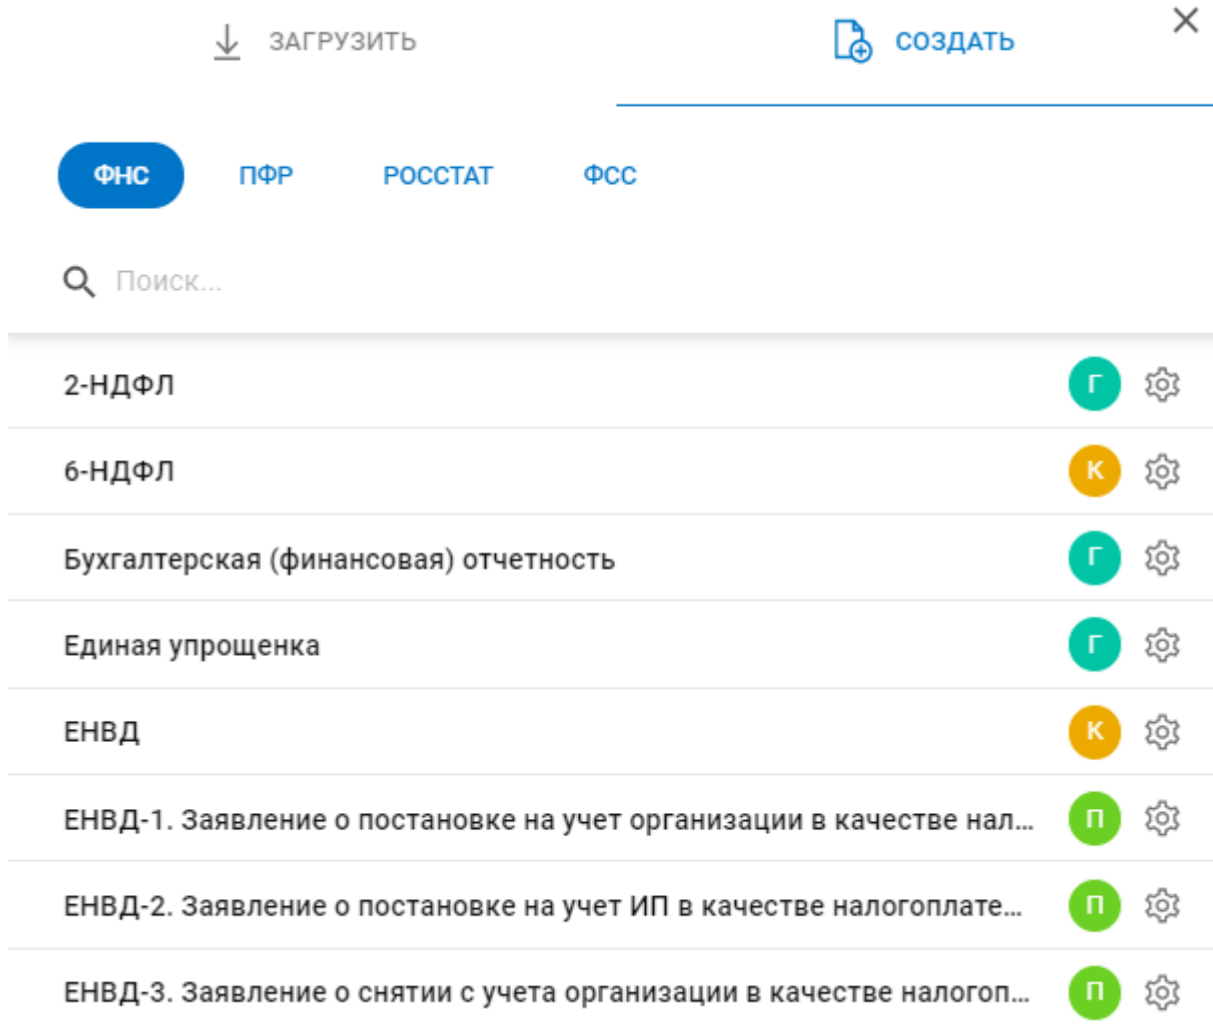 ЗАГРУЗИТЬ СОЗДАТЬ
ФНС ПФР РОССТАТ ФСС
Поиск...
2-НДФЛ Г
6-НДФЛ К
Бухгалтерская (финансовая) отчетность Г
Единая упрощенка Г
ЕНВД К
ЕНВД-1. Заявление о постановке на учет организации в качестве нал... П
ЕНВД-2. Заявление о постановке на учет ИП в качестве налогоплате... П
ЕНВД-3. Заявление о снятии с учета организации в качестве налогоп... П